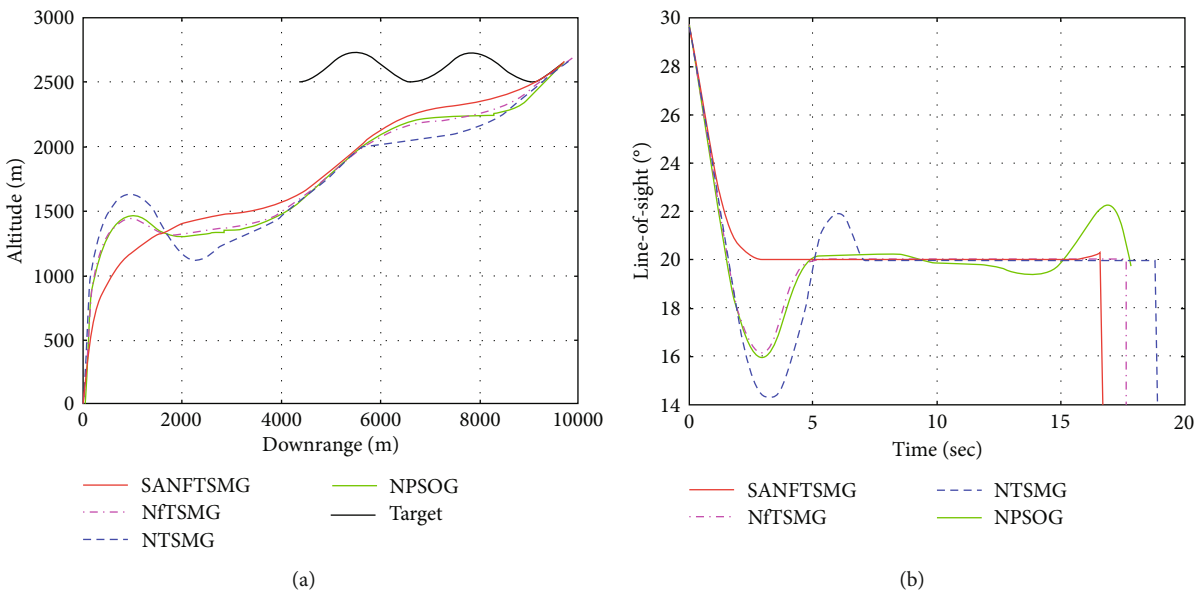 3000
2500
2000
1500
1000
500
0
Altitude (m)
0 2000 4000 6000 8000 10000
Downrange (m)
SANFTSMG
NfTSMG
NTSMG
NPSOG
Target
(a)
30
28
26
24
22
20
18
16
14
Line-of-sight (°)
0 5 10 15 20
Time (sec)
SANFTSMG
NfTSMG
NTSMG
NPSOG
(b)